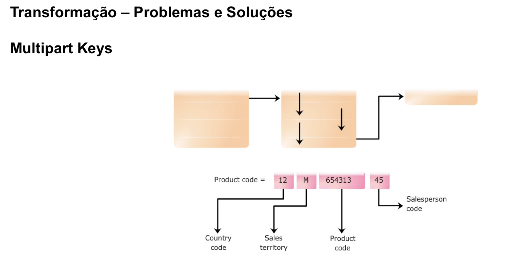 Transformação – Problemas e Soluções
Multipart Keys
Product code = 12 M 654313 45
Salesperson
code
Country
code
Sales
territory
Product
code